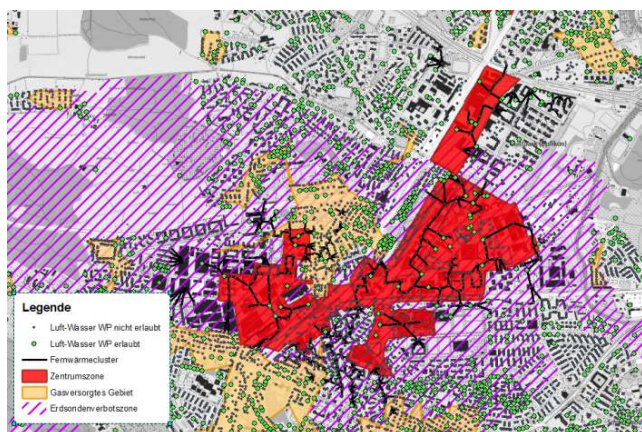 Legende
Luft-Wasser WP nicht erlaubt
Luft-Wasser WP erlaubt
Fernwärmecluster
Zentrumszone
Gasversorgtes Gebiet
Erdsondenverbotszone